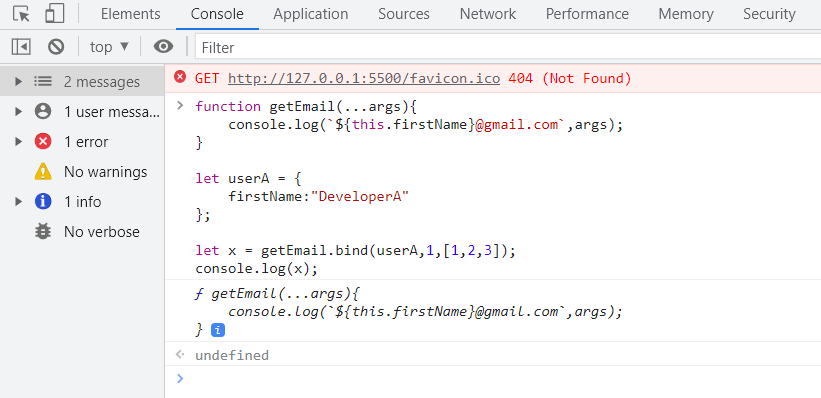 Elements Console Application Sources Network Performance Memory Security
top ▼ Filter
2 messages
1 user messa...
1 error
No warnings
1 info
No verbose
GET http://127.0.0.1:5500/favicon.ico 404 (Not Found)
> function getEmail(...args){
    console.log(`${this.firstName}@gmail.com`,args);
}

let userA = {
    firstName:"DeveloperA"
};

let x = getEmail.bind(userA,1,[1,2,3]);
console.log(x);
ƒ getEmail(...args){
    console.log(`${this.firstName}@gmail.com`,args);
} i
undefined
>